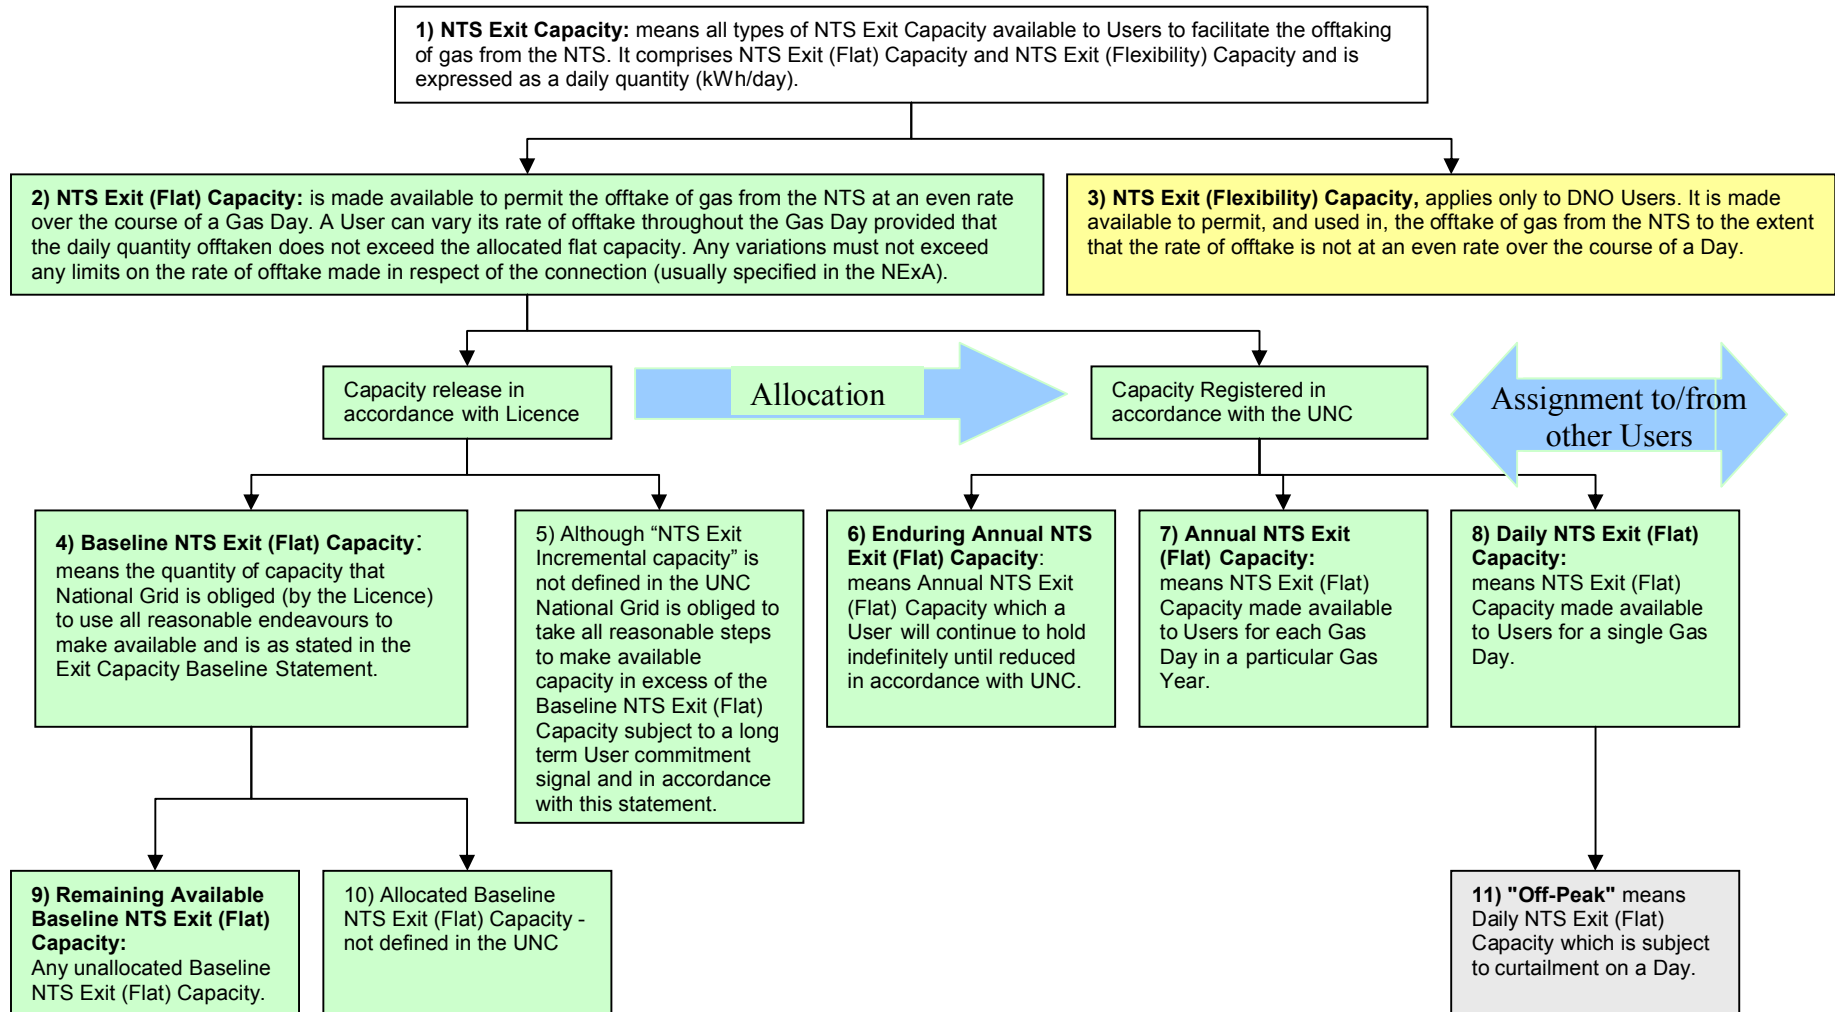 1) NTS Exit Capacity: means all types of NTS Exit Capacity available to Users to facilitate the offtaking
of gas from the NTS. It comprises NTS Exit (Flat) Capacity and NTS Exit (Flexibility) Capacity and is
expressed as a daily quantity (kWh/day).
2) NTS Exit (Flat) Capacity: is made available to permit the offtake of gas from the NTS at an even rate
over the course of a Gas Day. A User can vary its rate of offtake throughout the Gas Day provided that
the daily quantity offtaken does not exceed the allocated flat capacity. Any variations must not exceed
any limits on the rate of offtake made in respect of the connection (usually specified in the NExA).
3) NTS Exit (Flexibility) Capacity, applies only to DNO Users. It is made
available to permit, and used in, the offtake of gas from the NTS to the extent
that the rate of offtake is not at an even rate over the course of a Day.
Capacity release in
accordance with Licence
Allocation
Capacity Registered in
accordance with the UNC
Assignment to/from
other Users
4) Baseline NTS Exit (Flat) Capacity:
means the quantity of capacity that
National Grid is obliged (by the Licence)
to use all reasonable endeavours to
make available and is as stated in the
Exit Capacity Baseline Statement.
5) Although “NTS Exit
Incremental capacity” is
not defined in the UNC
National Grid is obliged to
take all reasonable steps
to make available
capacity in excess of the
Baseline NTS Exit (Flat)
Capacity subject to a long
term User commitment
signal and in accordance
with this statement.
6) Enduring Annual NTS
Exit (Flat) Capacity:
means Annual NTS Exit
(Flat) Capacity which a
User will continue to hold
indefinitely until reduced
in accordance with UNC.
7) Annual NTS Exit
(Flat) Capacity:
means NTS Exit (Flat)
Capacity made available
to Users for each Gas
Day in a particular Gas
Year.
8) Daily NTS Exit (Flat)
Capacity:
means NTS Exit (Flat)
Capacity made available
to Users for a single Gas
Day.
9) Remaining Available
Baseline NTS Exit (Flat)
Capacity:
Any unallocated Baseline
NTS Exit (Flat) Capacity.
10) Allocated Baseline
NTS Exit (Flat) Capacity -
not defined in the UNC
11) "Off-Peak" means
Daily NTS Exit (Flat)
Capacity which is subject
to curtailment on a Day.